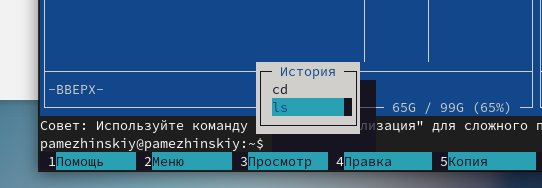 История
cd
-ВВЕРХ-
ls
65G / 99G (65%)
Совет: Используйте команду лизация" для сложного п
pamezhinskiy@pamezhinskiy:~$
1Помощь 2Меню 3Просмотр 4Правка 5Копия